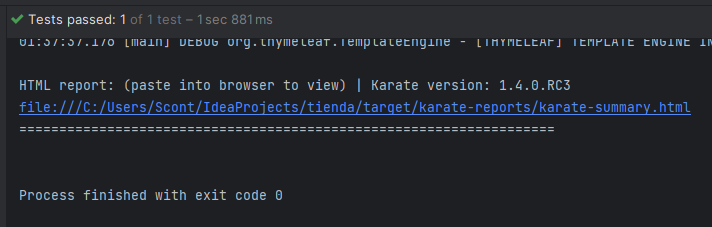 Tests passed: 1 of 1 test – 1 sec 881 ms
01:37:37.178 [main] DEBUG org.thymeleaf.TemplateEngine - [THYMELEAF] TEMPLATE ENGINE IN
HTML report: (paste into browser to view) | Karate version: 1.4.0.RC3
file:///C:/Users/Scont/IdeaProjects/tienda/target/karate-reports/karate-summary.html
===================================================================
Process finished with exit code 0